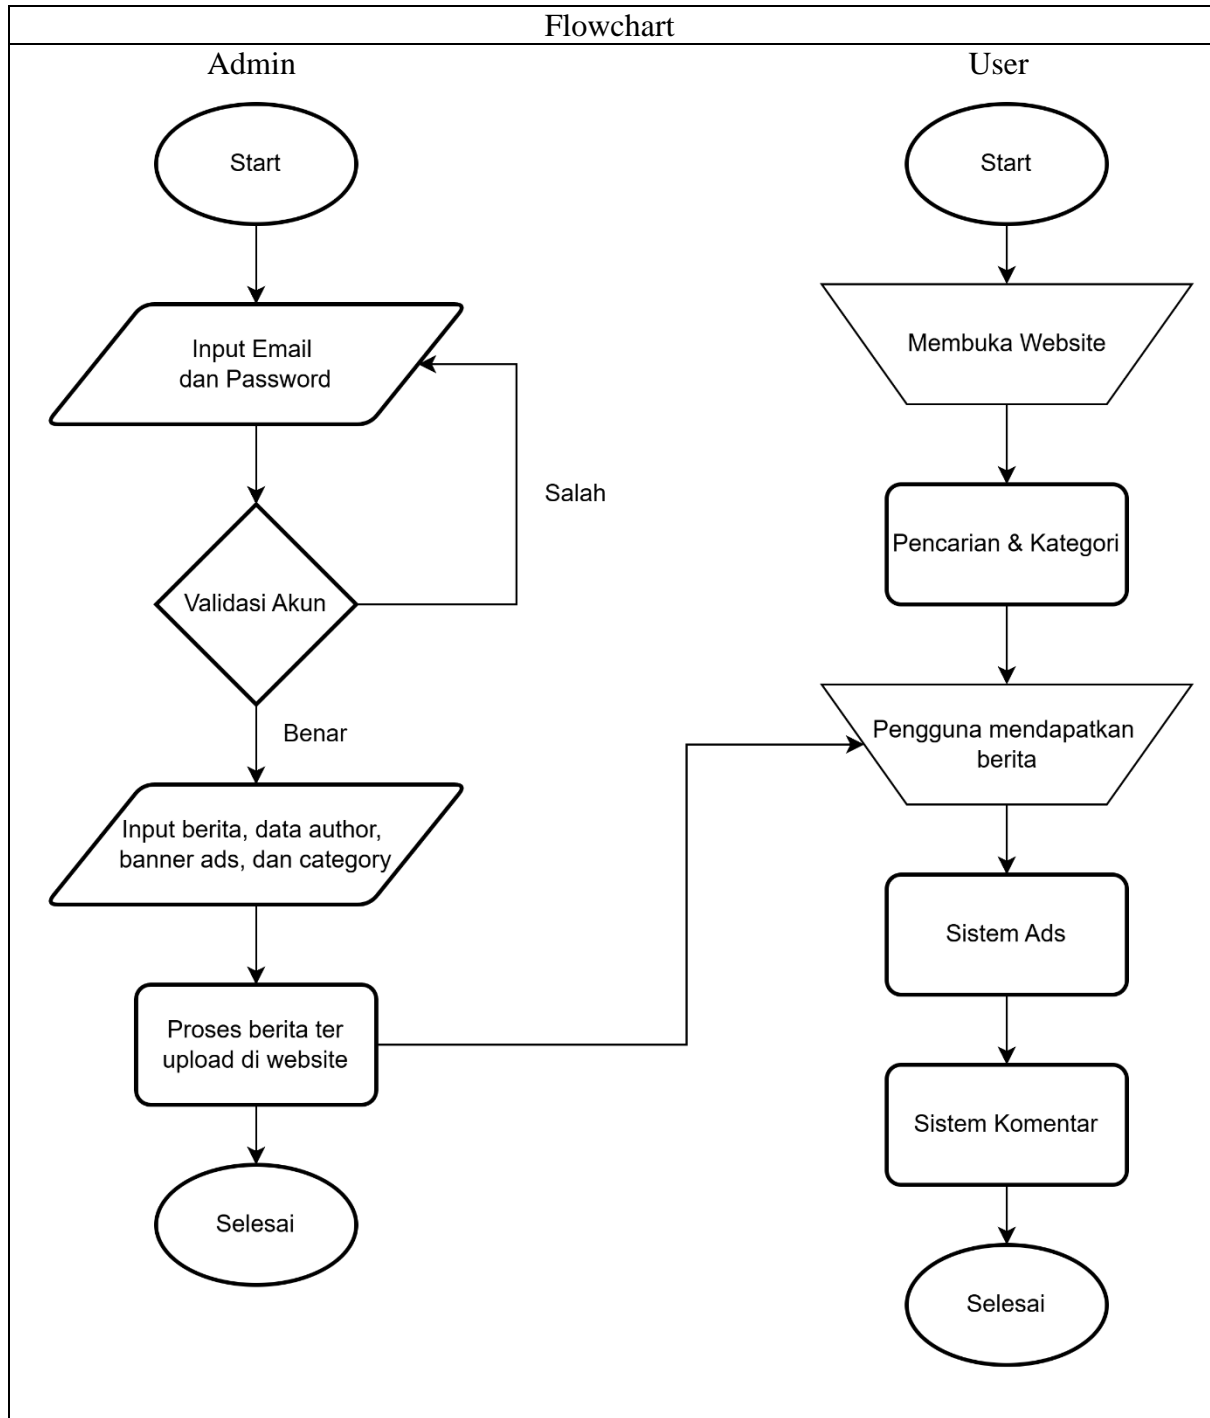 Flowchart
Admin
Start
Input Email
dan Password
Salah
Validasi Akun
Benar
Input berita, data author,
banner ads, dan category
Proses berita ter
upload di website
Selesai
User
Start
Membuka Website
Pencarian & Kategori
Pengguna mendapatkan
berita
Sistem Ads
Sistem Komentar
Selesai